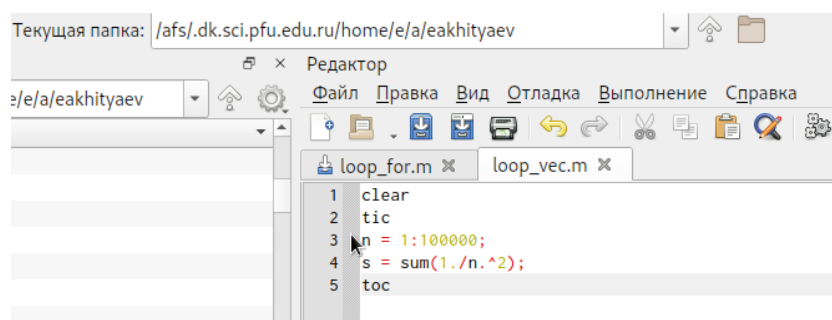 Текущая папка: /afs/.dk.sci.pfu.edu.ru/home/e/a/eakhityaev
Редактор
e/e/a/eakhityaev
Файл Правка Вид Отладка Выполнение Справка
loop_for.m loop_vec.m
1 clear
2 tic
3 n = 1:100000;
4 s = sum(1./n.^2);
5 toc